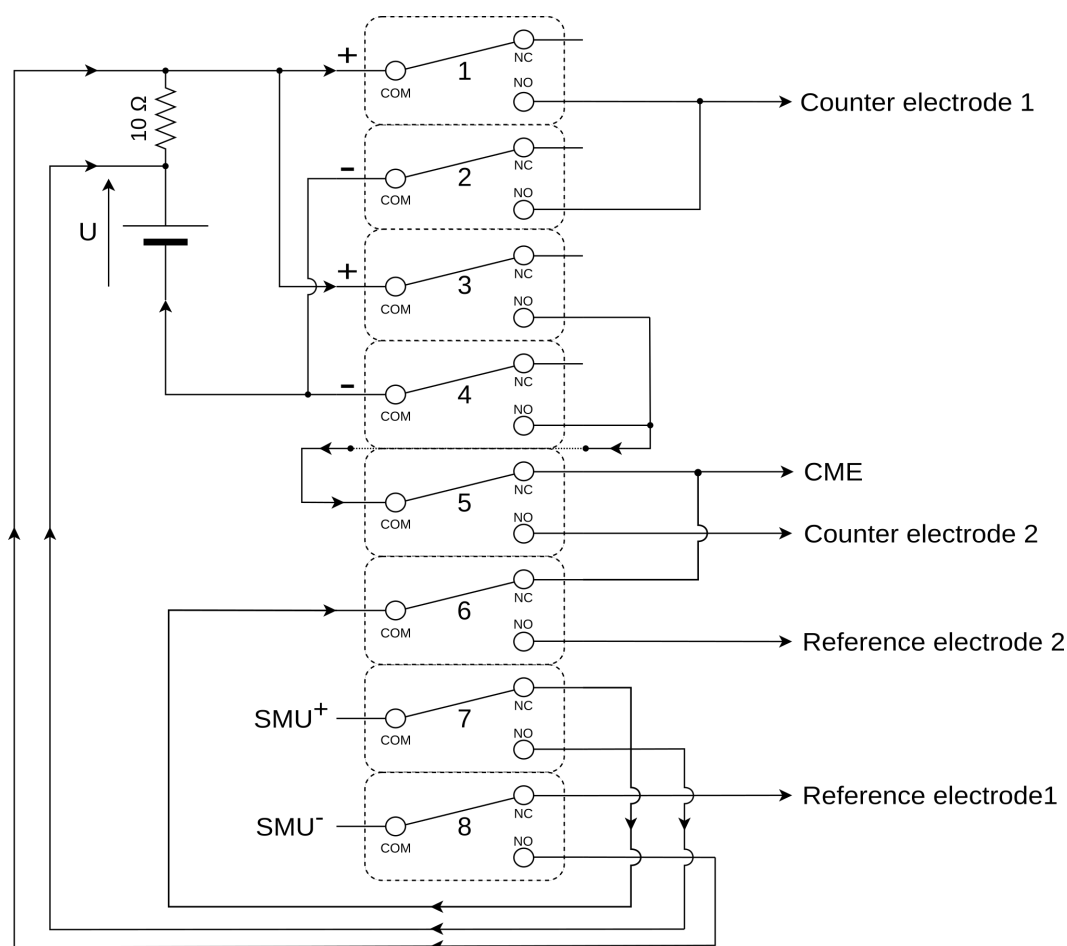 +
1
COM
NC
NO
Counter electrode 1
10 Ω
-
2
COM
NC
NO
U
+
3
COM
NC
NO
-
4
COM
NC
NO
5
COM
NC
NO
CME
Counter electrode 2
6
COM
NC
NO
Reference electrode 2
SMU+
7
COM
NC
NO
SMU-
8
COM
NC
NO
Reference electrode1